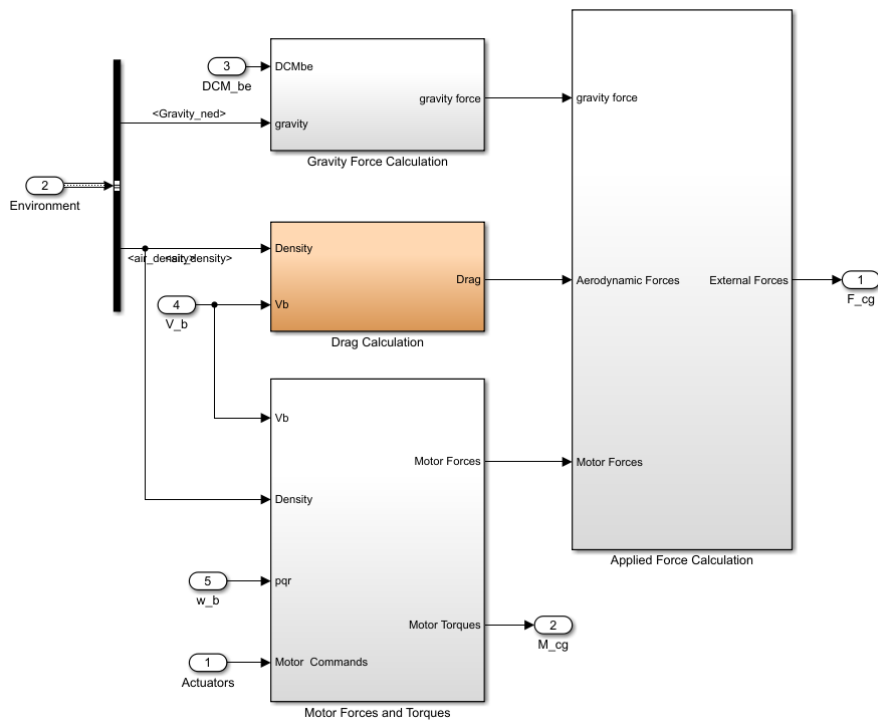 3
DCM_be
DCMbe
gravity force
<Gravity_ned>
gravity
Gravity Force Calculation
gravity force
2
Environment
<air_density>
<air_density>
Density
4
V_b
Vb
Drag
Drag Calculation
Aerodynamic Forces
External Forces
1
F_cg
Vb
Motor Forces
Density
Motor Forces
5
w_b
pqr
Applied Force Calculation
Motor Torques
2
M_cg
1
Actuators
Motor Commands
Motor Forces and Torques